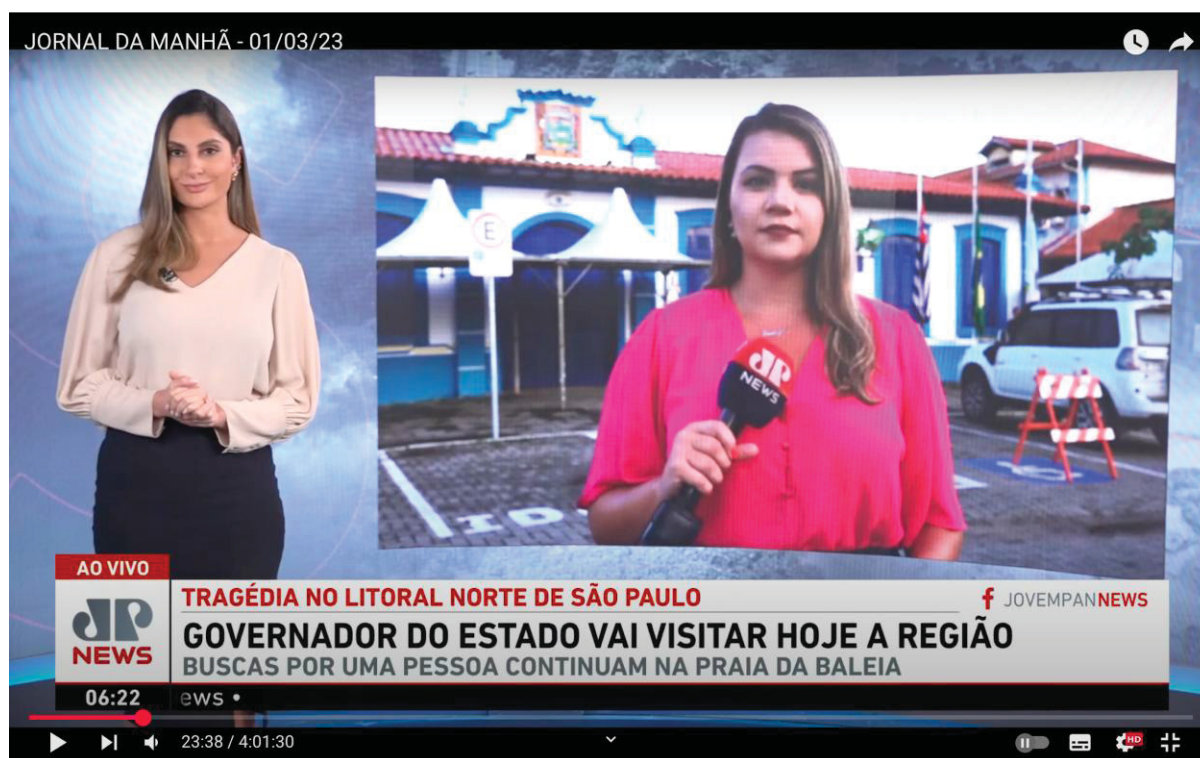 JORNAL DA MANHÃ - 01/03/23
E
JP
NEWS
ID
AO VIVO
JP
NEWS
TRAGÉDIA NO LITORAL NORTE DE SÃO PAULO
f JOVEMPANNEWS
GOVERNADOR DO ESTADO VAI VISITAR HOJE A REGIÃO
BUSCAS POR UMA PESSOA CONTINUAM NA PRAIA DA BALEIA
06:22
ews •
23:38 / 4:01:30
HD